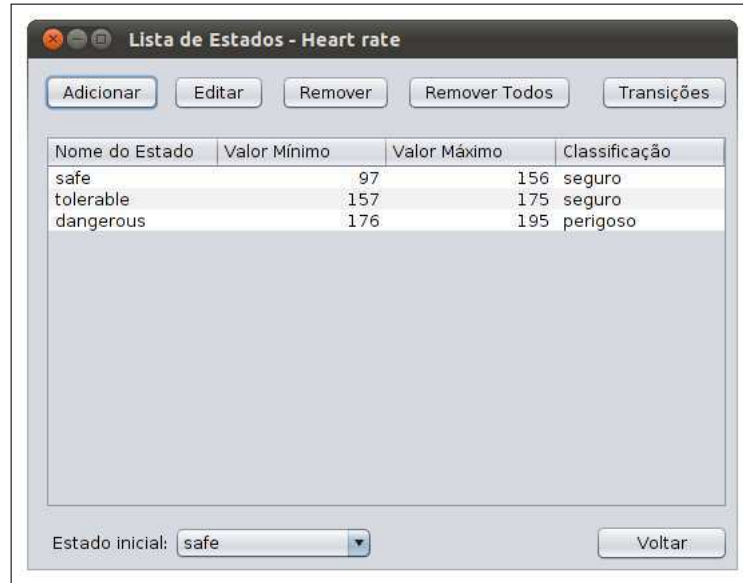 Lista de Estados - Heart rate
Adicionar Editar Remover Remover Todos Transições
Nome do Estado Valor Mínimo Valor Máximo Classificação
safe 97 156 seguro
tolerable 157 175 seguro
dangerous 176 195 perigoso
Estado inicial: safe Voltar